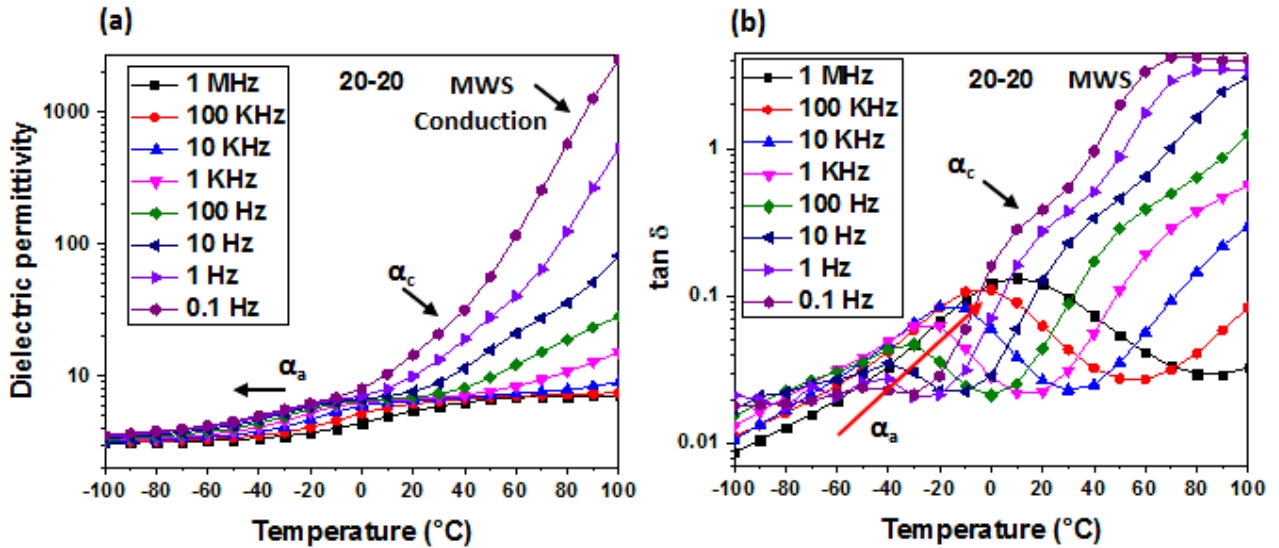 (a)
Dielectric permittivity
1000
100
10
1 MHz
100 KHz
10 KHz
1 KHz
100 Hz
10 Hz
1 Hz
0.1 Hz
20-20
MWS
Conduction
αc
αa
-100 -80 -60 -40 -20 0 20 40 60 80 100
Temperature (°C)
(b)
tan δ
1
0.1
0.01
1 MHz
100 KHz
10 KHz
1 KHz
100 Hz
10 Hz
1 Hz
0.1 Hz
20-20 MWS
αc
αa
-100 -80 -60 -40 -20 0 20 40 60 80 100
Temperature (°C)